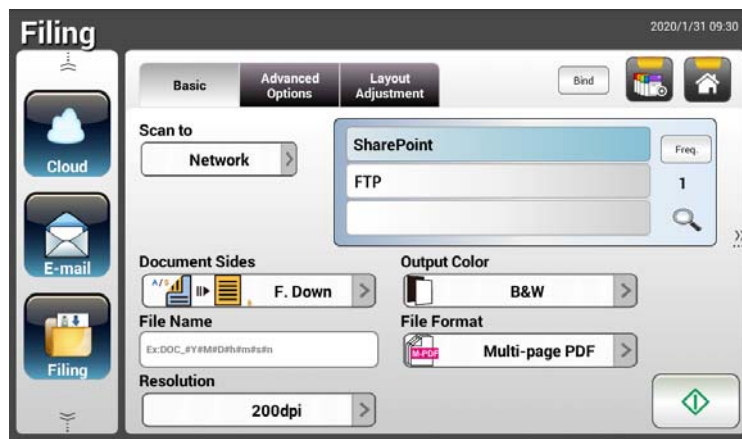 Filing
2020/1/31 09:30
Basic
Advanced
Options
Layout
Adjustment
Bind
Cloud
E-mail
Filing
Scan to
Network
SharePoint
FTP
Freq.
1
Document Sides
F. Down
Output Color
B&W
File Name
Ex:DOC_#Y#M#D#h#m#s#n
File Format
M-PDF
Multi-page PDF
Resolution
200dpi